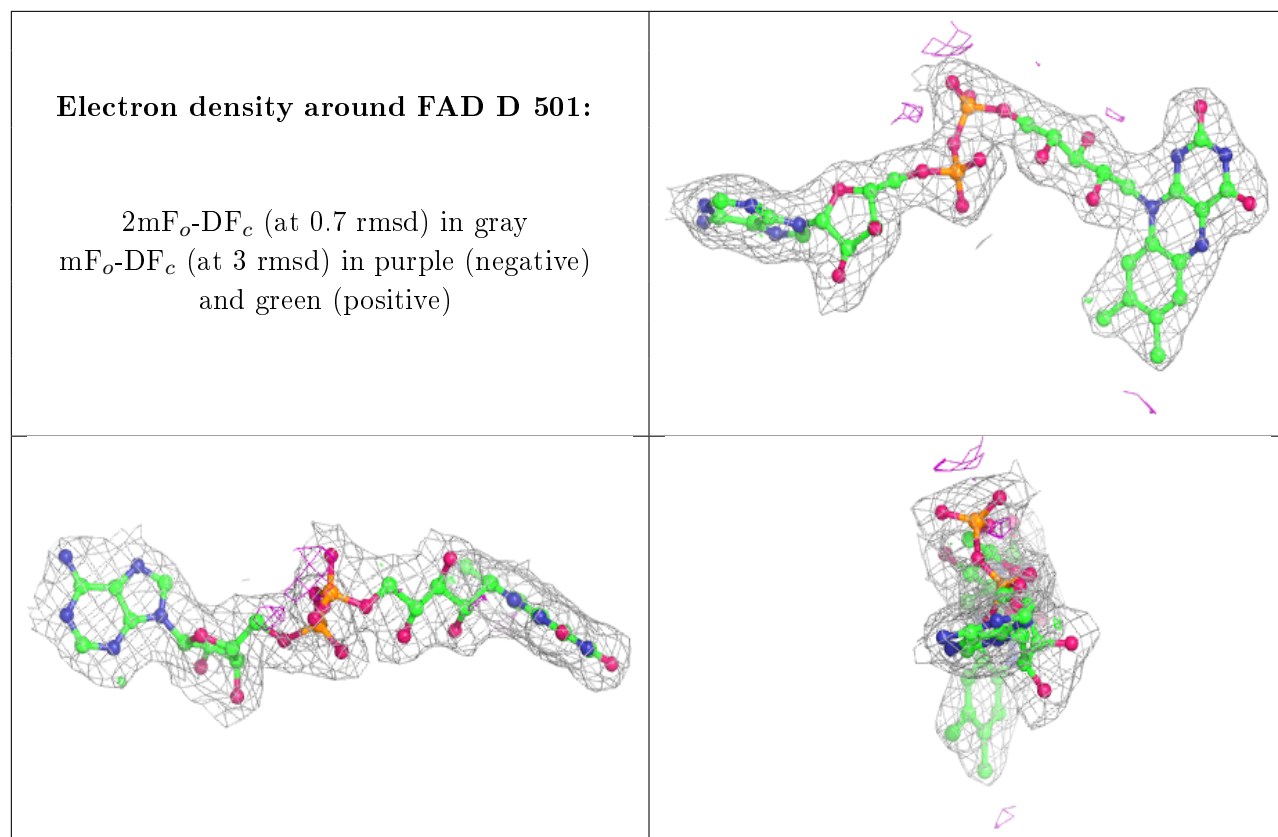 Electron density around FAD D 501:
2mFₒ-DF𝒸 (at 0.7 rmsd) in gray
mFₒ-DF𝒸 (at 3 rmsd) in purple (negative)
and green (positive)